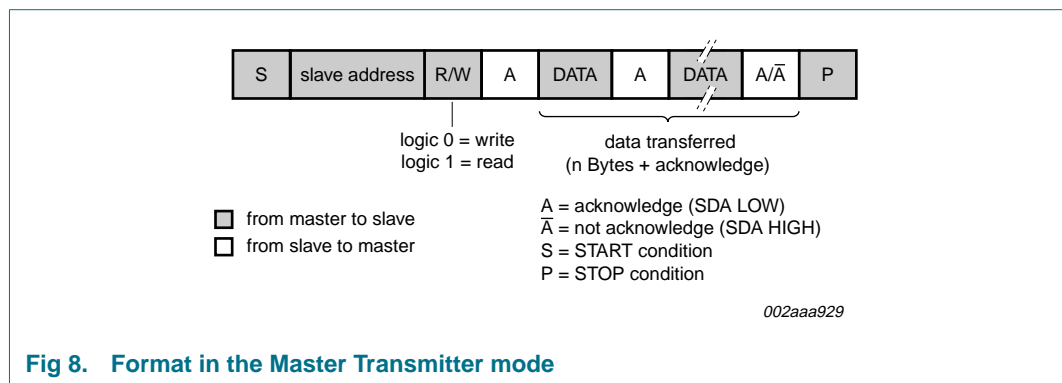 S slave address R/W A DATA A DATA A/A̅ P
logic 0 = write
logic 1 = read
data transferred
(n Bytes + acknowledge)
from master to slave
from slave to master
A = acknowledge (SDA LOW)
A̅ = not acknowledge (SDA HIGH)
S = START condition
P = STOP condition
002aaa929
Fig 8. Format in the Master Transmitter mode